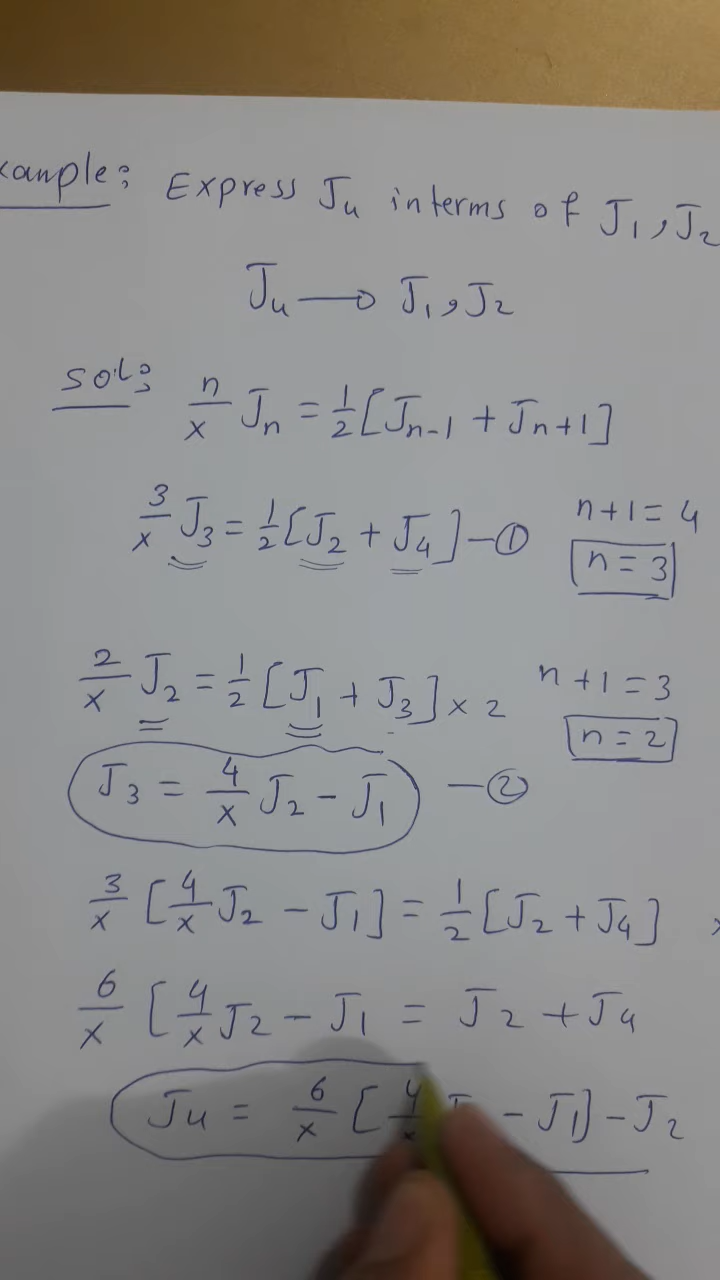 xample: Express J₄ interms of J₁, J₂
J₄ → J₁, J₂
Sol: n/x Jₙ = 1/2 [Jₙ₋₁ + Jₙ₊₁]
3/x J₃ = 1/2 [J₂ + J₄] — ① n+1 = 4
n = 3
2/x J₂ = 1/2 [J₁ + J₃] × 2 n+1 = 3
n = 2
J₃ = 4/x J₂ − J₁ — ②
3/x [4/x J₂ − J₁] = 1/2 [J₂ + J₄]
6/x [4/x J₂ − J₁ = J₂ + J₄
J₄ = 6/x [4/x − J₁] − J₂